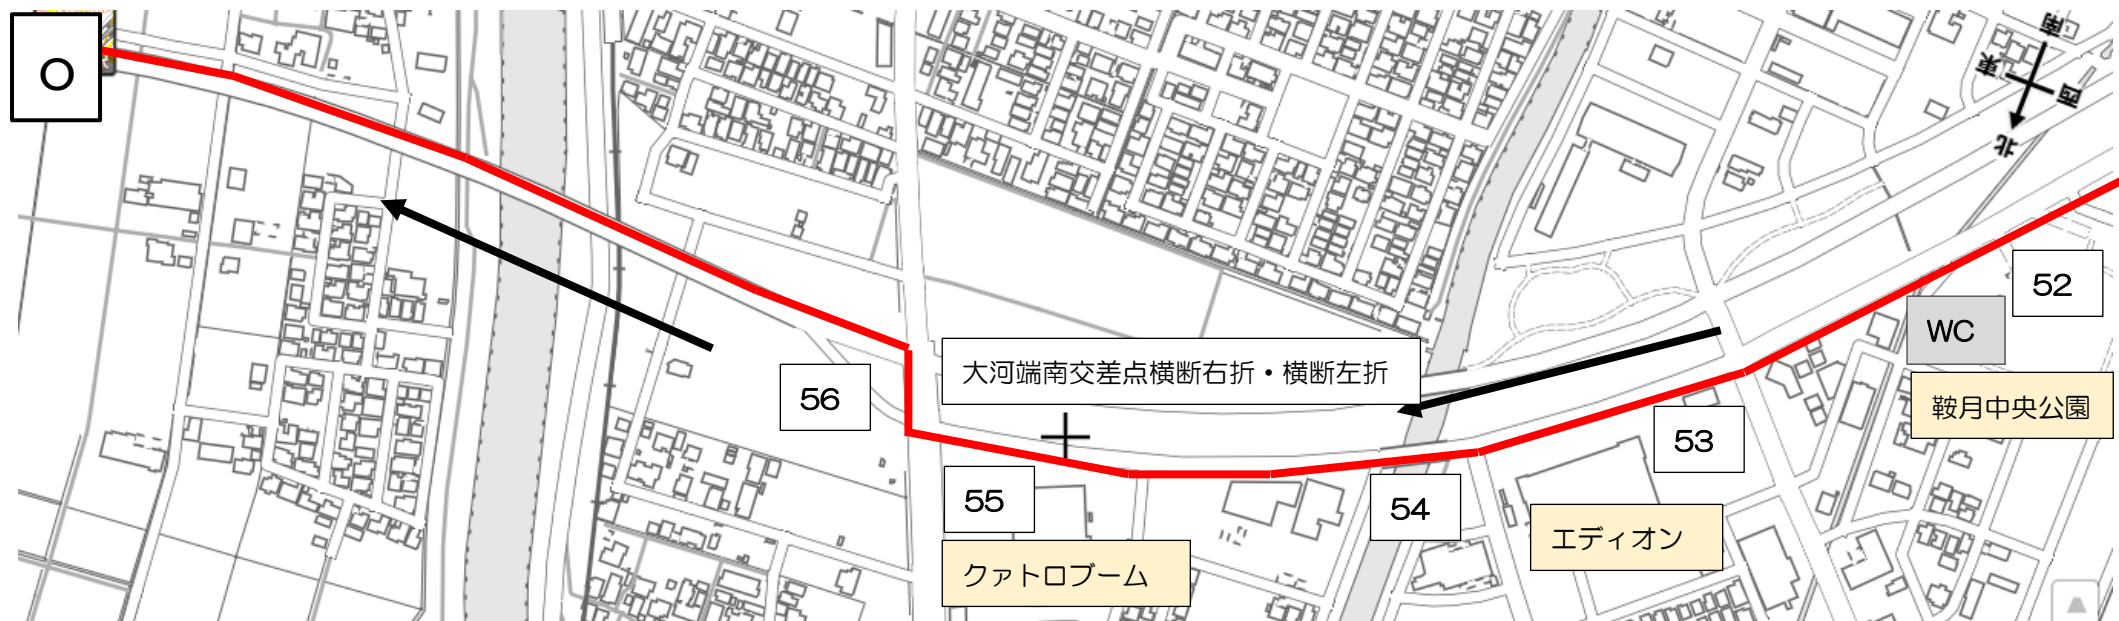 O
南
東
西
北
52
WC
鞍月中央公園
大河端南交差点横断右折・横断左折
56
53
55
54
エディオン
クァトロブーム